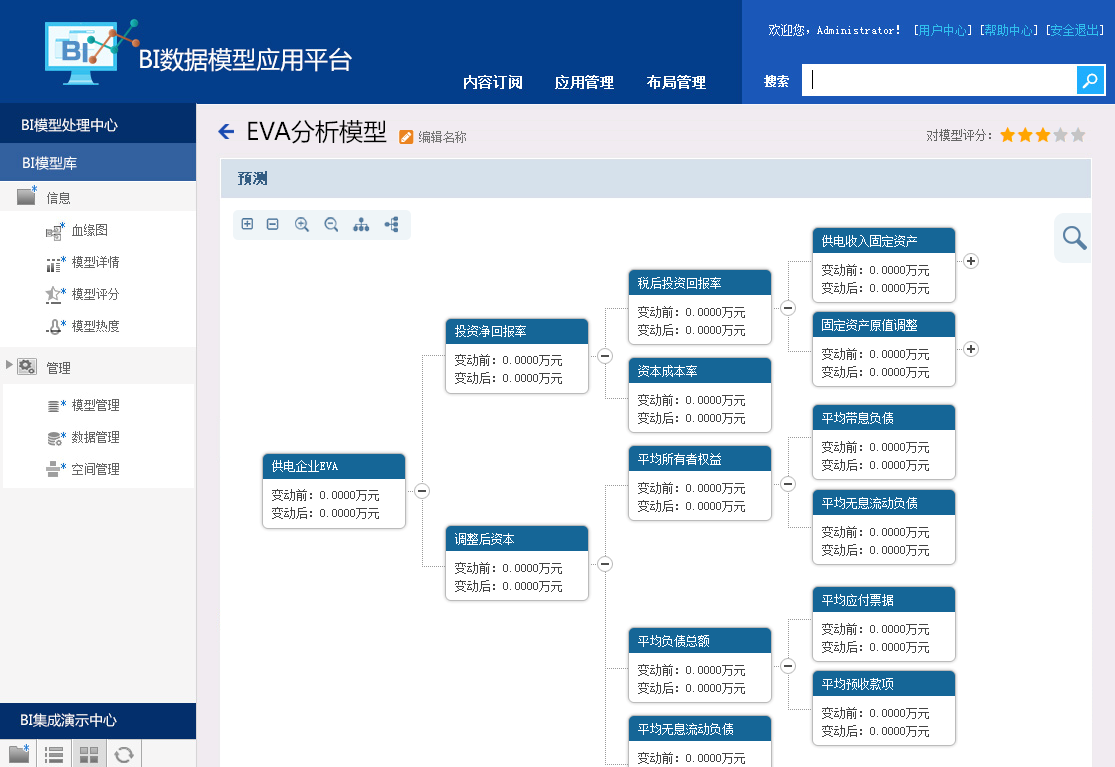 欢迎您，Administrator！ [用户中心] [帮助中心] [安全退出]
BI
BI数据模型应用平台
内容订阅 应用管理 布局管理
搜索
BI模型处理中心
BI模型库
信息
血缘图
模型详情
模型评分
模型热度
管理
模型管理
数据管理
空间管理
BI集成演示中心
EVA分析模型
编辑名称
对模型评分：
预测
供电企业EVA
变动前：0.0000万元
变动后：0.0000万元
投资净回报率
变动前：0.0000万元
变动后：0.0000万元
调整后资本
变动前：0.0000万元
变动后：0.0000万元
税后投资回报率
变动前：0.0000万元
变动后：0.0000万元
资本成本率
变动前：0.0000万元
变动后：0.0000万元
平均所有者权益
变动前：0.0000万元
变动后：0.0000万元
平均负债总额
变动前：0.0000万元
变动后：0.0000万元
平均无息流动负债
变动前：0.0000万元
供电收入固定资产
变动前：0.0000万元
变动后：0.0000万元
固定资产原值调整
变动前：0.0000万元
变动后：0.0000万元
平均带息负债
变动前：0.0000万元
变动后：0.0000万元
平均无息流动负债
变动前：0.0000万元
变动后：0.0000万元
平均应付票据
变动前：0.0000万元
变动后：0.0000万元
平均预收款项
变动前：0.0000万元
变动后：0.0000万元